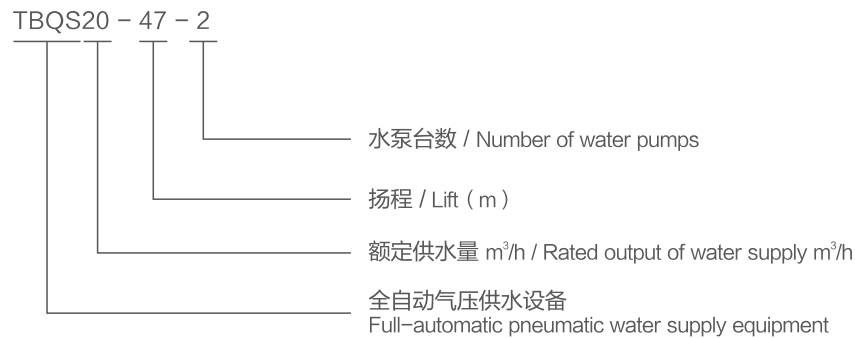 TBQS20 - 47 - 2
水泵台数 / Number of water pumps
扬程 / Lift（m）
额定供水量 m³/h / Rated output of water supply m³/h
全自动气压供水设备
Full-automatic pneumatic water supply equipment